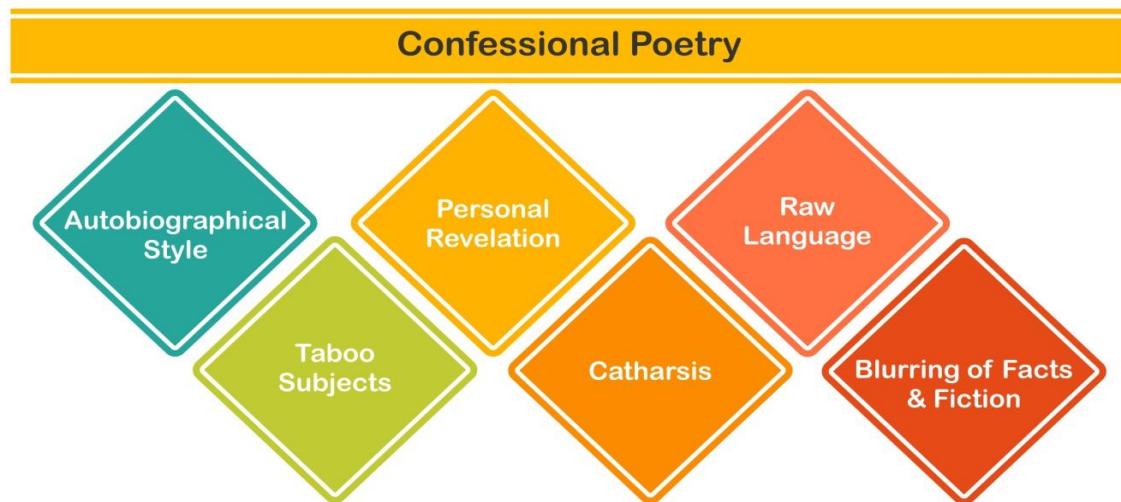 Confessional Poetry
Autobiographical
Style
Taboo
Subjects
Personal
Revelation
Catharsis
Raw
Language
Blurring of Facts
& Fiction